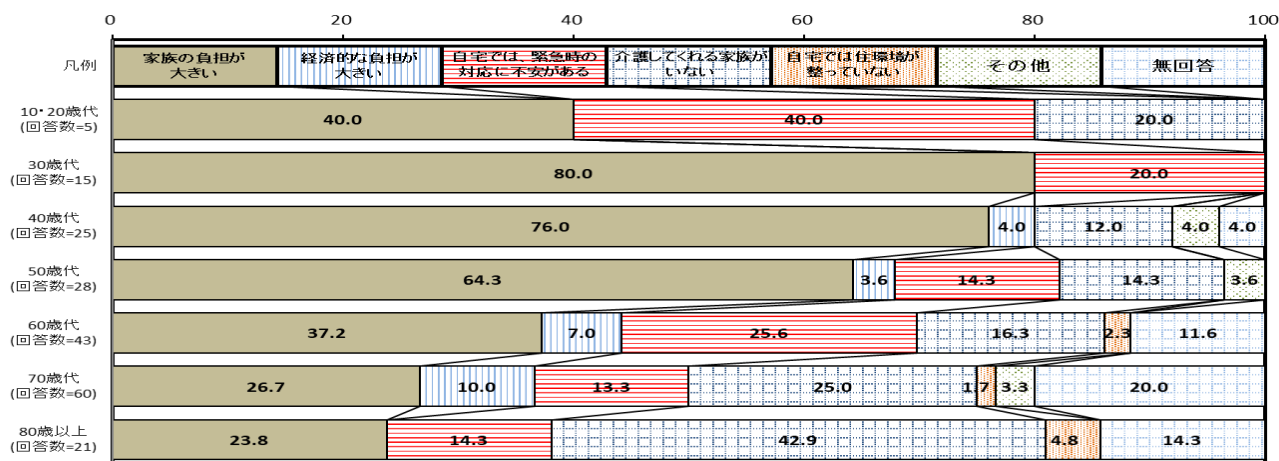 0 20 40 60 80 100
凡例
家族の負担が
大きい
経済的な負担が
大きい
自宅では、緊急時の
対応に不安がある
介護してくれる家族が
いない
自宅では住環境が
整っていない
その他
無回答
10・20歳代
(回答数=5)
40.0 40.0 20.0
30歳代
(回答数=15)
80.0 20.0
40歳代
(回答数=25)
76.0 4.0 12.0 4.0 4.0
50歳代
(回答数=28)
64.3 3.6 14.3 14.3 3.6
60歳代
(回答数=43)
37.2 7.0 25.6 16.3 2.3 11.6
70歳代
(回答数=60)
26.7 10.0 13.3 25.0 1.7 3.3 20.0
80歳以上
(回答数=21)
23.8 14.3 42.9 4.8 14.3